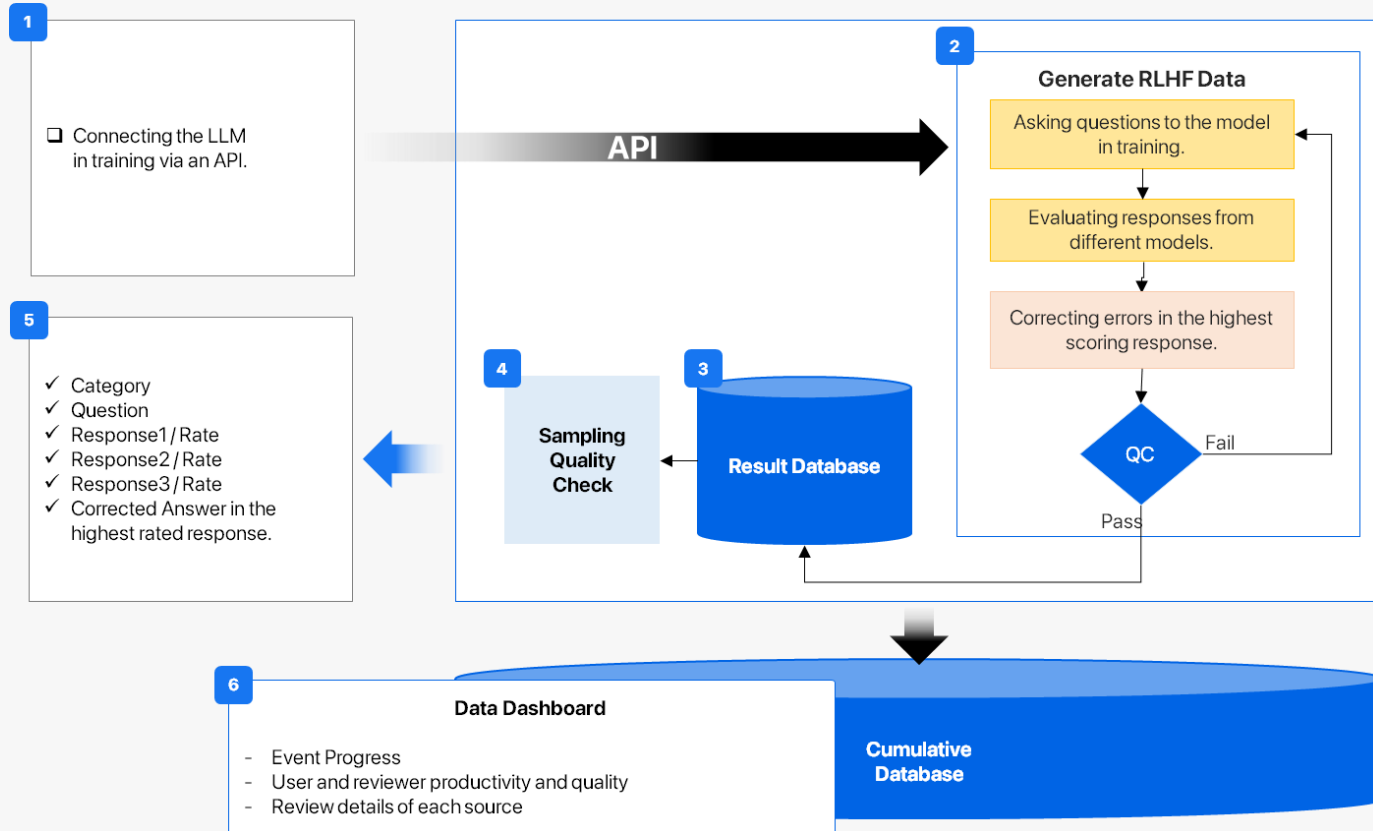 1
❑ Connecting the LLM
in training via an API.
API
2
Generate RLHF Data
Asking questions to the model
in training.
Evaluating responses from
different models.
Correcting errors in the highest
scoring response.
QC
Fail
Pass
3
Result Database
4
Sampling
Quality
Check
5
✓ Category
✓ Question
✓ Response1 / Rate
✓ Response2 / Rate
✓ Response3 / Rate
✓ Corrected Answer in the
highest rated response.
6
Data Dashboard
- Event Progress
- User and reviewer productivity and quality
- Review details of each source
Cumulative
Database